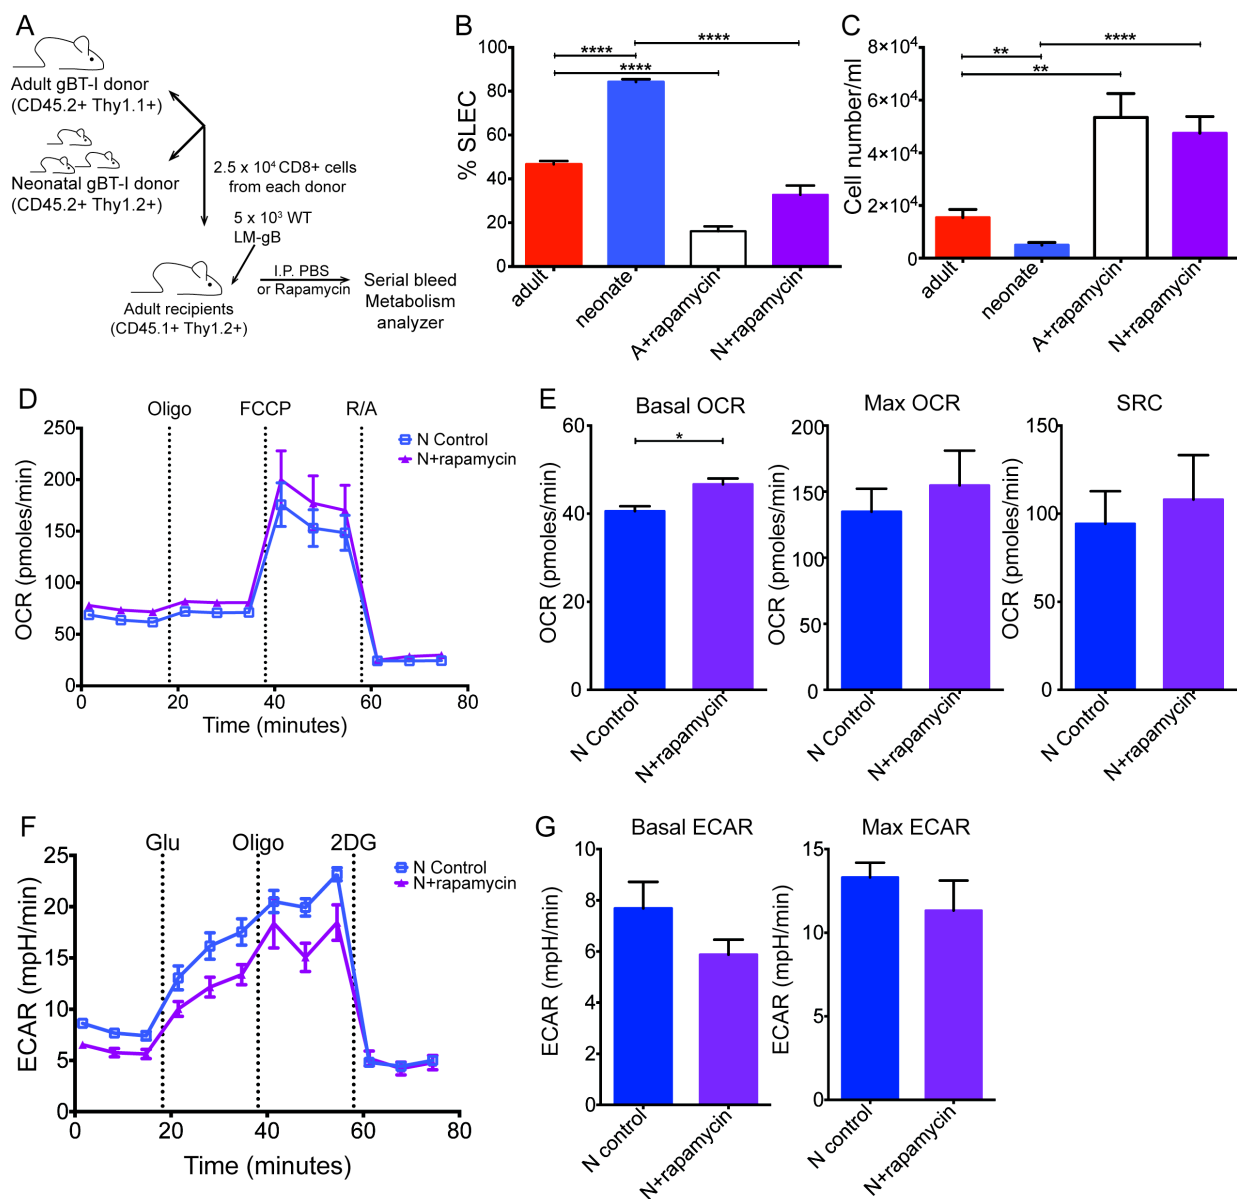 A
Adult gBT-I donor
(CD45.2+ Thy1.1+)
Neonatal gBT-I donor
(CD45.2+ Thy1.2+)
2.5 x 10⁴ CD8+ cells
from each donor
5 x 10³ WT
LM-gB
Adult recipients
(CD45.1+ Thy1.2+)
I.P. PBS
or Rapamycin
Serial bleed
Metabolism
analyzer
B
% SLEC
100
80
60
40
20
0
****
****
****
adult
neonate
A+rapamycin
N+rapamycin
C
Cell number/ml
8×10⁴
6×10⁴
4×10⁴
2×10⁴
0
****
**
**
adult
neonate
A+rapamycin
N+rapamycin
D
Oligo
FCCP
R/A
N Control
N+rapamycin
OCR (pmoles/min)
250
200
150
100
50
0
0
20
40
60
80
Time (minutes)
E
Basal OCR
OCR (pmoles/min)
60
40
20
0
*
N Control
N+rapamycin
Max OCR
OCR (pmoles/min)
200
150
100
50
0
N Control
N+rapamycin
SRC
OCR (pmoles/min)
150
100
50
0
N Control
N+rapamycin
F
Glu
Oligo
2DG
N Control
N+rapamycin
ECAR (mpH/min)
25
20
15
10
5
0
0
20
40
60
80
Time (minutes)
G
Basal ECAR
ECAR (mpH/min)
10
8
6
4
2
0
N control
N+rapamycin
Max ECAR
ECAR (mpH/min)
15
10
5
0
N control
N+rapamycin